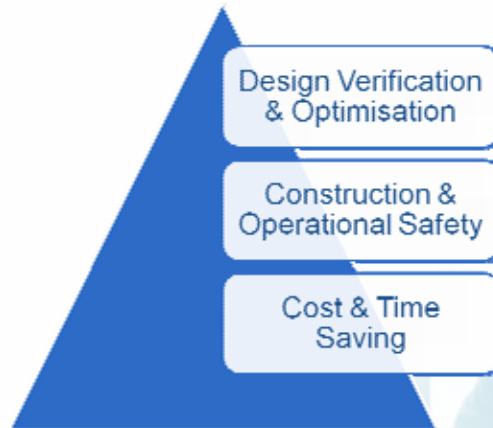 Design Verification
& Optimisation
Construction &
Operational Safety
Cost & Time
Saving